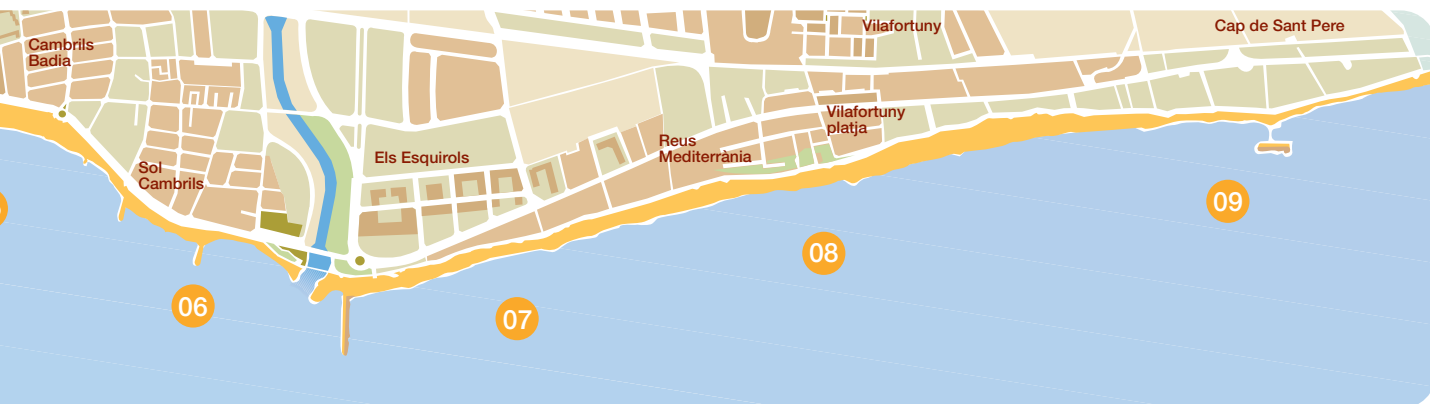 Vilafortuny
Cap de Sant Pere
Cambrils
Badia
Vilafortuny
platja
Reus
Mediterrània
Els Esquirols
Sol
Cambrils
09
08
06
07